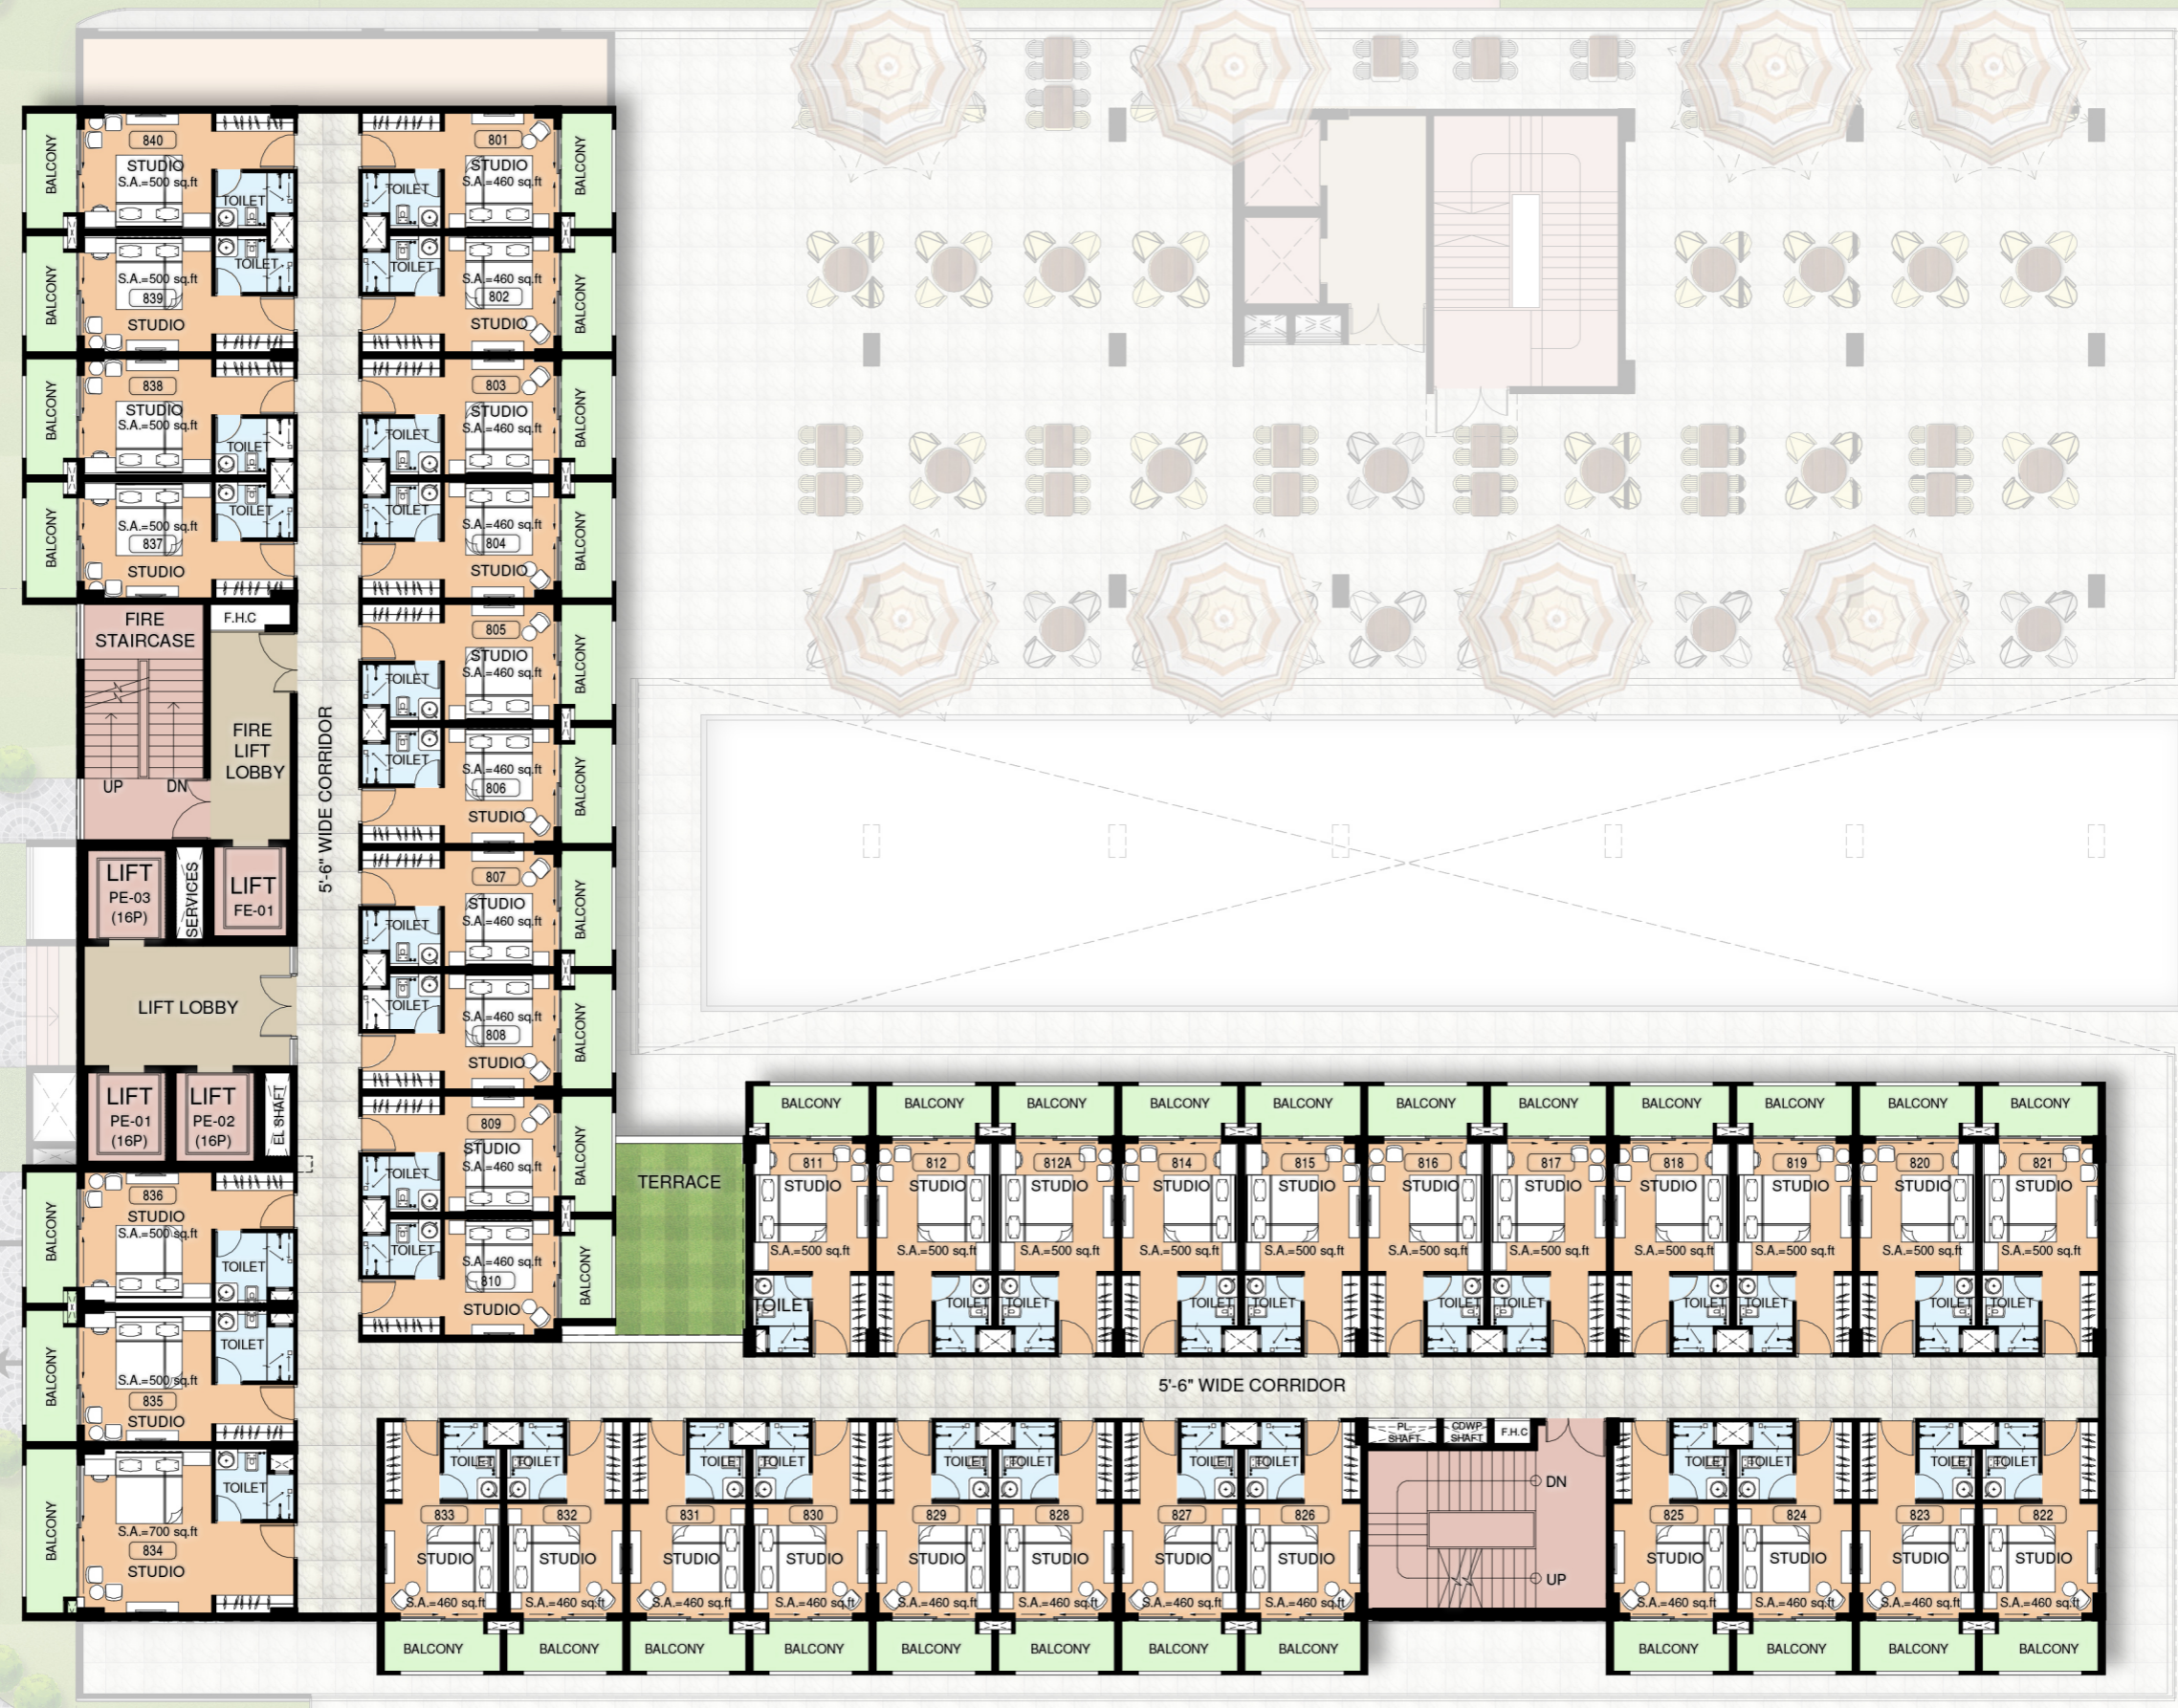 840
STUDIO
S.A.=500 sq.ft
TOILET
BALCONY
801
STUDIO
S.A.=460 sq.ft
TOILET
BALCONY
TOILET
S.A.=500 sq.ft
839
STUDIO
BALCONY
TOILET
S.A.=460 sq.ft
802
STUDIO
BALCONY
838
STUDIO
S.A.=500 sq.ft
TOILET
BALCONY
803
STUDIO
S.A.=460 sq.ft
TOILET
BALCONY
TOILET
S.A.=500 sq.ft
837
STUDIO
BALCONY
TOILET
S.A.=460 sq.ft
804
STUDIO
BALCONY
FIRE
STAIRCASE
F.H.C
UP
DN
FIRE
LIFT
LOBBY
5'-6" WIDE CORRIDOR
805
STUDIO
S.A.=460 sq.ft
TOILET
BALCONY
TOILET
S.A.=460 sq.ft
806
STUDIO
BALCONY
LIFT
PE-03
(16P)
SERVICES
LIFT
FE-01
807
STUDIO
S.A.=460 sq.ft
TOILET
BALCONY
LIFT LOBBY
TOILET
S.A.=460 sq.ft
808
STUDIO
BALCONY
LIFT
PE-01
(16P)
LIFT
PE-02
(16P)
EL SHAFT
809
STUDIO
S.A.=460 sq.ft
TOILET
BALCONY
TOILET
S.A.=460 sq.ft
810
STUDIO
BALCONY
TERRACE
836
STUDIO
S.A.=500 sq.ft
TOILET
BALCONY
TOILET
S.A.=500 sq.ft
835
STUDIO
BALCONY
TOILET
S.A.=700 sq.ft
834
STUDIO
BALCONY
BALCONY BALCONY BALCONY BALCONY BALCONY BALCONY BALCONY BALCONY BALCONY BALCONY BALCONY
811 812 812A 814 815 816 817 818 819 820 821
STUDIO STUDIO STUDIO STUDIO STUDIO STUDIO STUDIO STUDIO STUDIO STUDIO STUDIO
S.A.=500 sq.ft S.A.=500 sq.ft S.A.=500 sq.ft S.A.=500 sq.ft S.A.=500 sq.ft S.A.=500 sq.ft S.A.=500 sq.ft S.A.=500 sq.ft S.A.=500 sq.ft S.A.=500 sq.ft S.A.=500 sq.ft
TOILET TOILET TOILET TOILET TOILET TOILET TOILET TOILET TOILET TOILET TOILET
5'-6" WIDE CORRIDOR
PL SHAFT
CDWP SHAFT
F.H.C
DN
UP
TOILET TOILET TOILET TOILET TOILET TOILET TOILET TOILET TOILET TOILET TOILET TOILET
833 832 831 830 829 828 827 826 825 824 823 822
STUDIO STUDIO STUDIO STUDIO STUDIO STUDIO STUDIO STUDIO STUDIO STUDIO STUDIO STUDIO
S.A.=460 sq.ft S.A.=460 sq.ft S.A.=460 sq.ft S.A.=460 sq.ft S.A.=460 sq.ft S.A.=460 sq.ft S.A.=460 sq.ft S.A.=460 sq.ft S.A.=460 sq.ft S.A.=460 sq.ft S.A.=460 sq.ft S.A.=460 sq.ft
BALCONY BALCONY BALCONY BALCONY BALCONY BALCONY BALCONY BALCONY BALCONY BALCONY BALCONY BALCONY